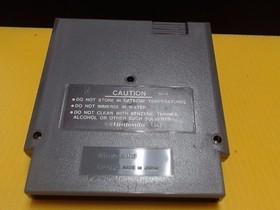 CAUTION
• DO NOT STORE IN EXTREME TEMPERATURES.
• DO NOT IMMERSE IN WATER.
• DO NOT CLEAN WITH BENZENE, THINNER,
ALCOHOL OR OTHER SUCH SOLVENTS.
Nintendo
MADE IN JAPAN